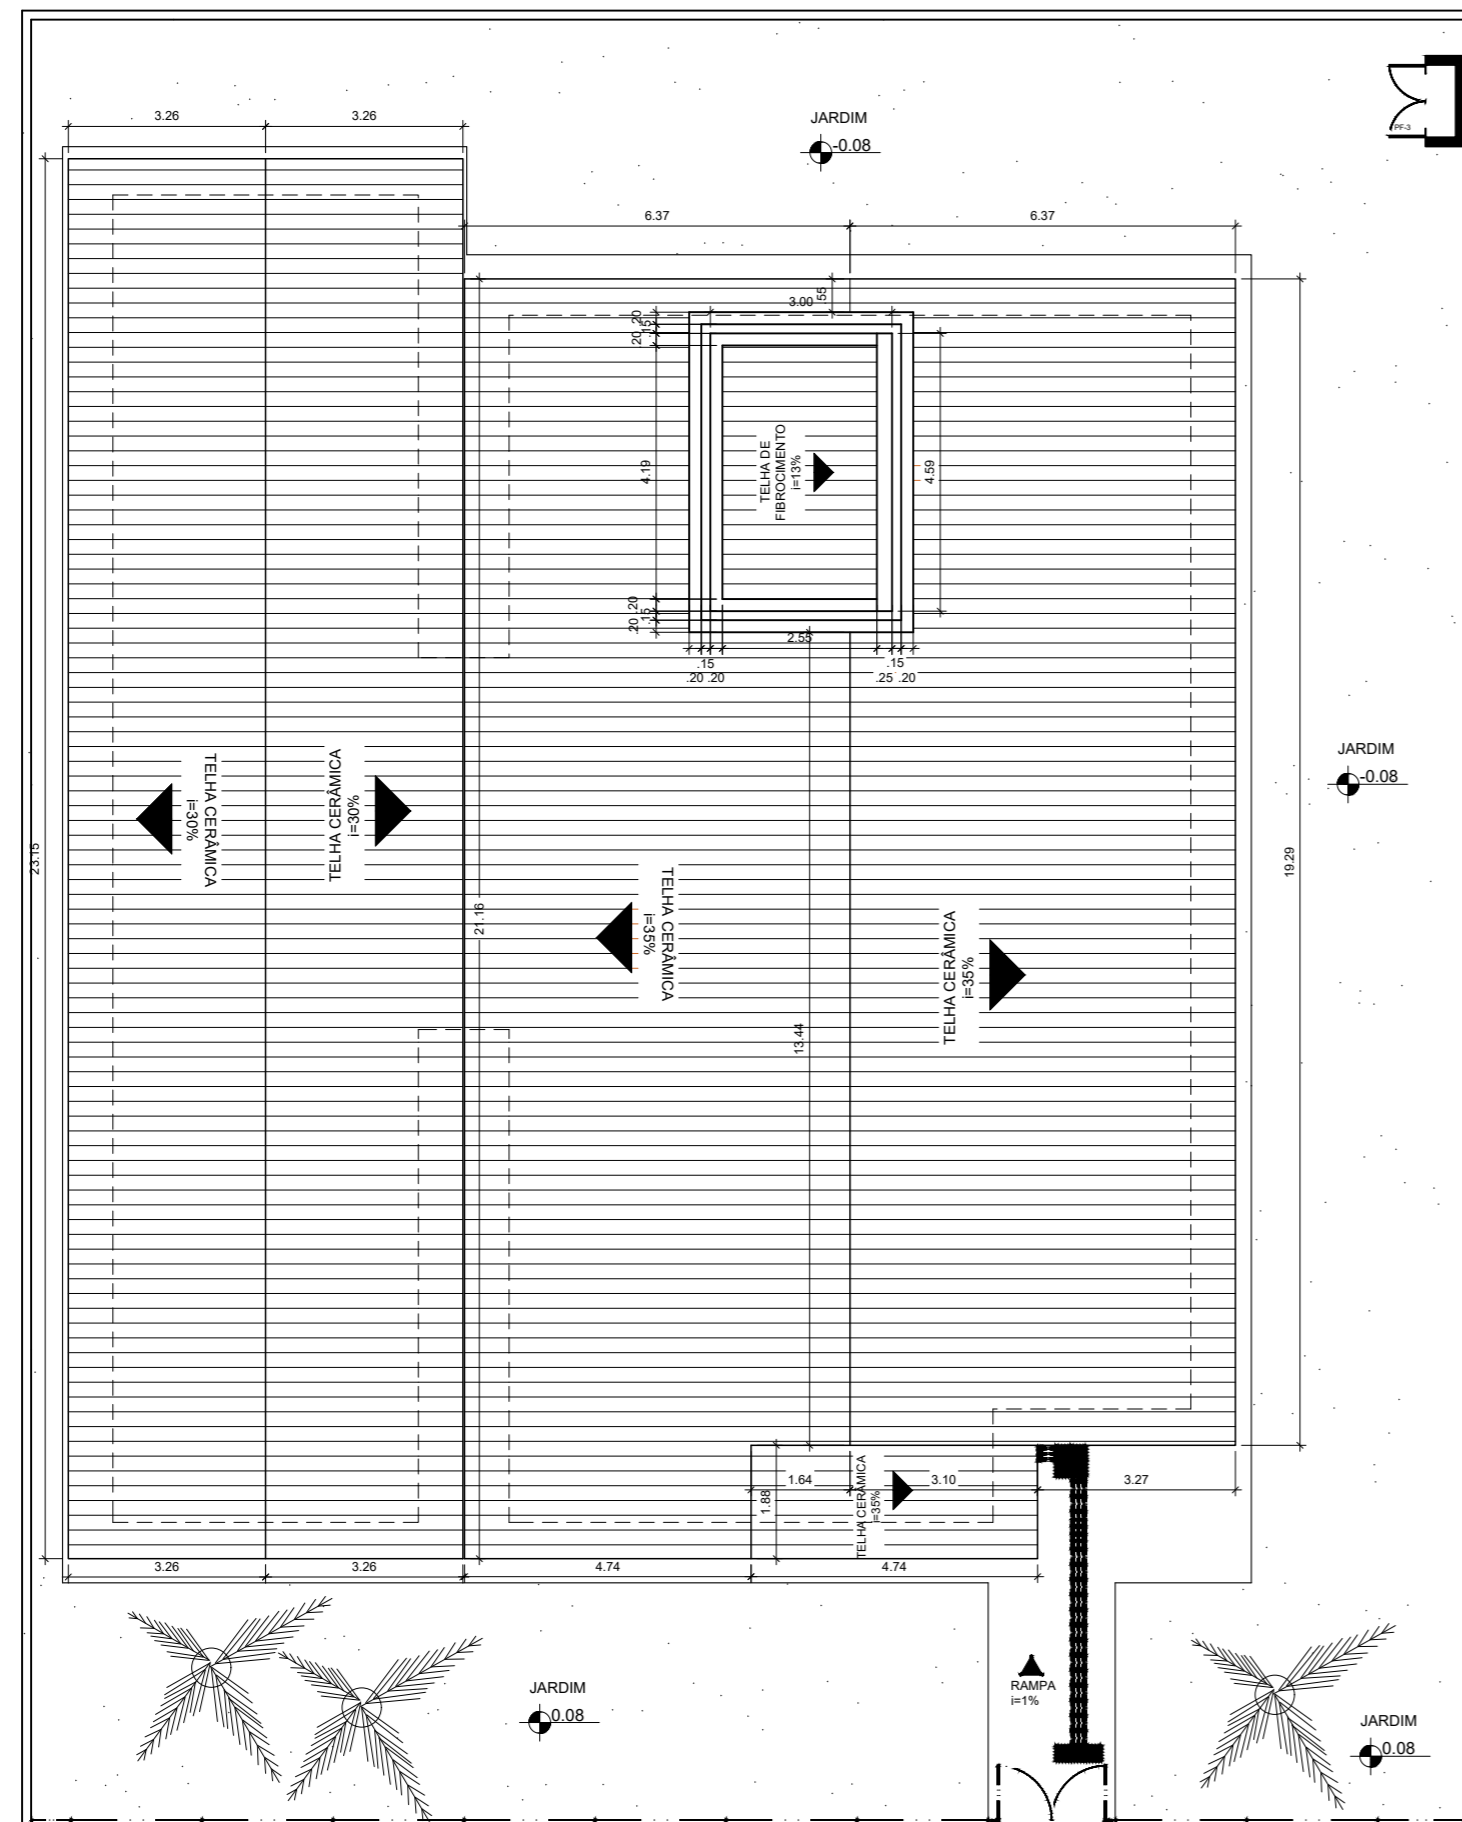 3.26
3.26
JARDIM
-0.08
PF-3
6.37
6.37
.55
3.00
.20
.15
.20
TELHA DE
FIBROCIMENTO
i=13%
4.19
4.59
.20
.15
.20
2.55
.15
.20 .20
.15
.25 .20
JARDIM
-0.08
TELHA CERÂMICA
i=30%
TELHA CERÂMICA
i=30%
23.15
21.16
TELHA CERÂMICA
i=35%
TELHA CERÂMICA
i=35%
19.29
13.44
1.64
TELHA CERÂMICA
i=35%
3.10
3.27
1.88
3.26
3.26
4.74
4.74
RAMPA
i=1%
JARDIM
0.08
JARDIM
0.08